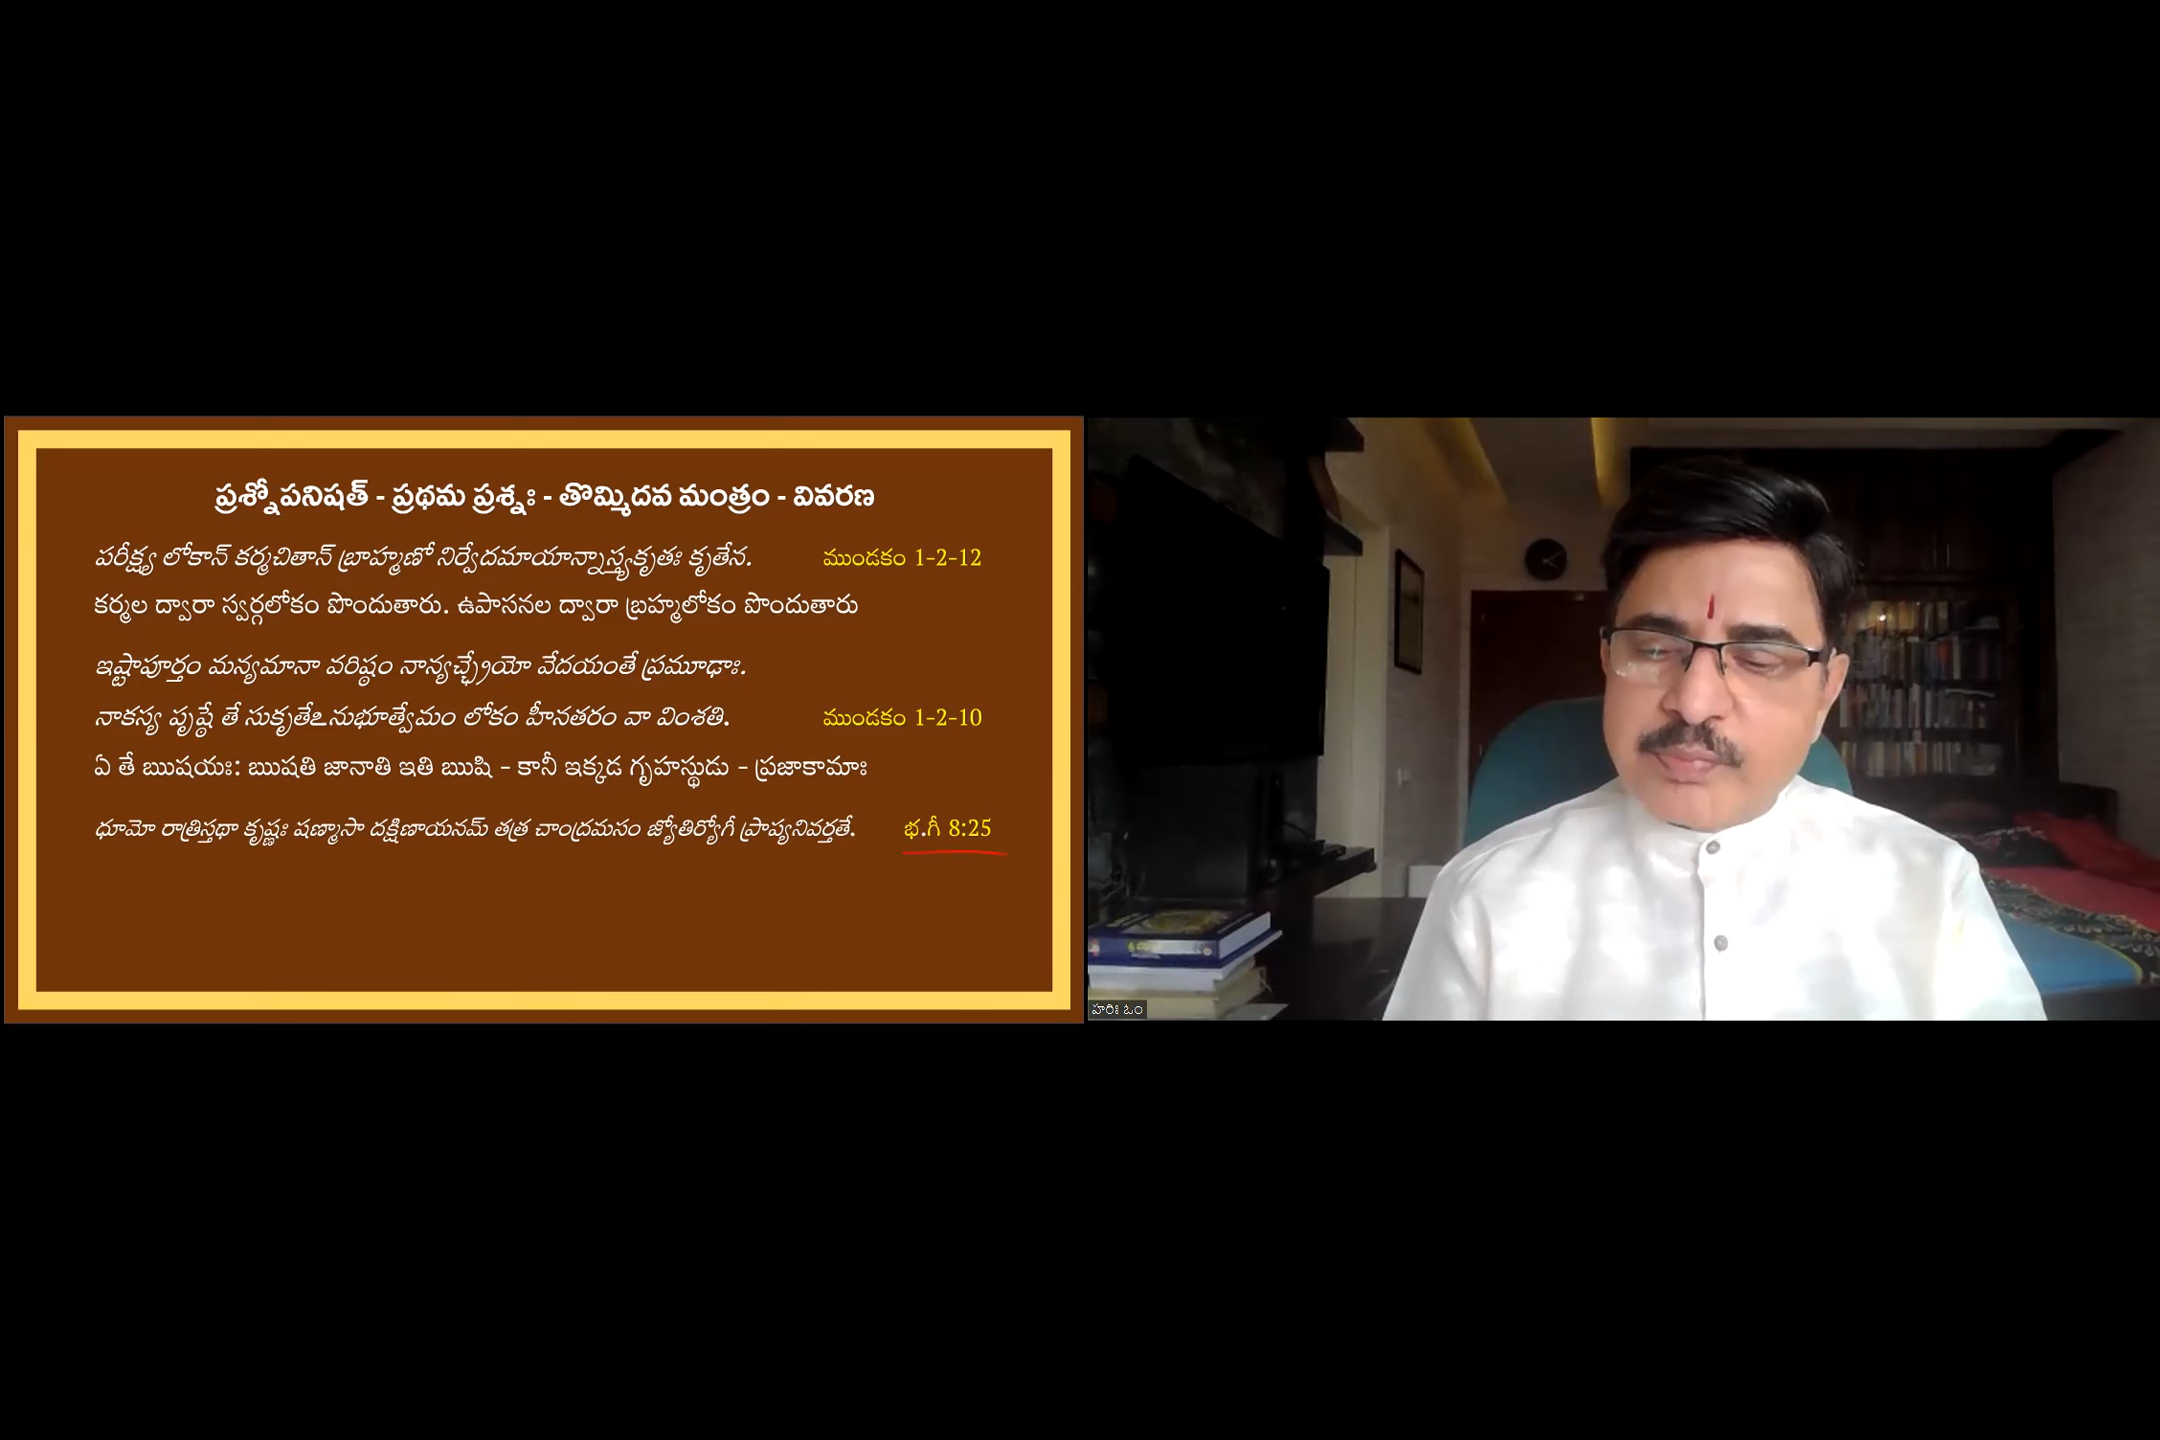 ప్రశ్నోపనిషత్ - ప్రథమ ప్రశ్నః - తొమ్మిదవ మంత్రం - వివరణ
పరీక్ష్య లోకాన్ కర్మచితాన్ బ్రాహ్మణో నిర్వేదమాయాన్నాస్త్యకృతః కృతేన. ముండకం 1-2-12
కర్మల ద్వారా స్వర్గలోకం పొందుతారు. ఉపాసనల ద్వారా బ్రహ్మలోకం పొందుతారు
ఇష్టాపూర్తం మన్యమానా వరిష్ఠం నాన్యచ్ఛ్రేయో వేదయంతే ప్రమూఢాః.
నాకస్య పృష్ఠే తే సుకృతేఽనుభూత్వేమం లోకం హీనతరం వా విం‌శతి. ముండకం 1-2-10
ఏ తే ఋషయః: ఋషతి జానాతి ఇతి ఋషి - కానీ ఇక్కడ గృహస్థుడు - ప్రజాకామాః
ధూమో రాత్రిస్తథా కృష్ణః షణ్మాసా దక్షిణాయనమ్ తత్ర చాంద్రమసం జ్యోతిర్యోగీ ప్రాప్యనివర్తతే. భ.గీ 8:25
హరిః ఓం